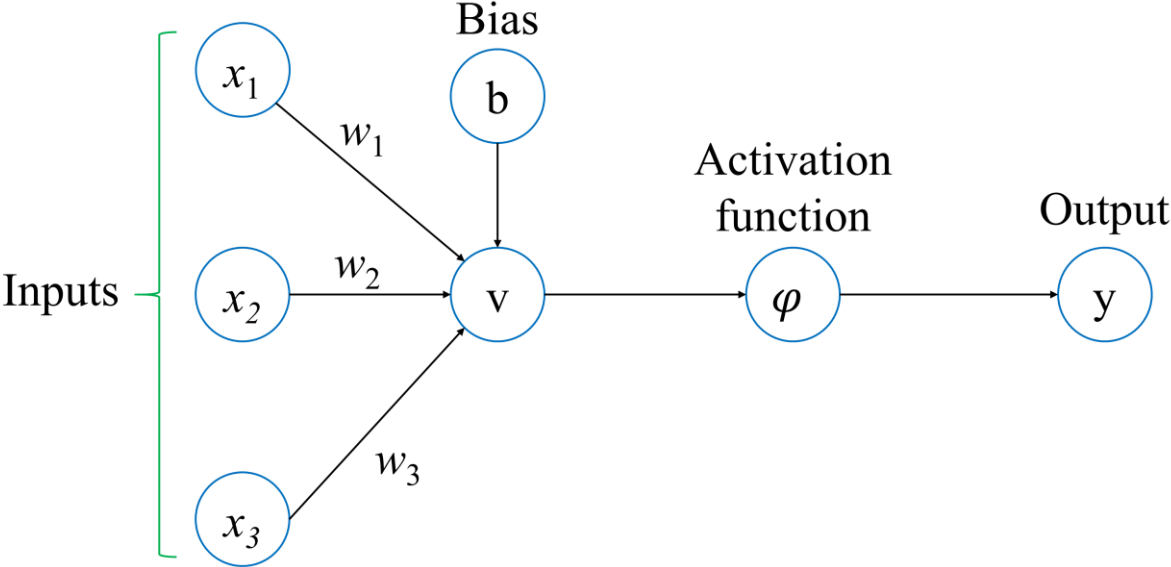 Bias
x1
b
w1
Activation
function
Output
Inputs
x2
w2
v
φ
y
w3
x3